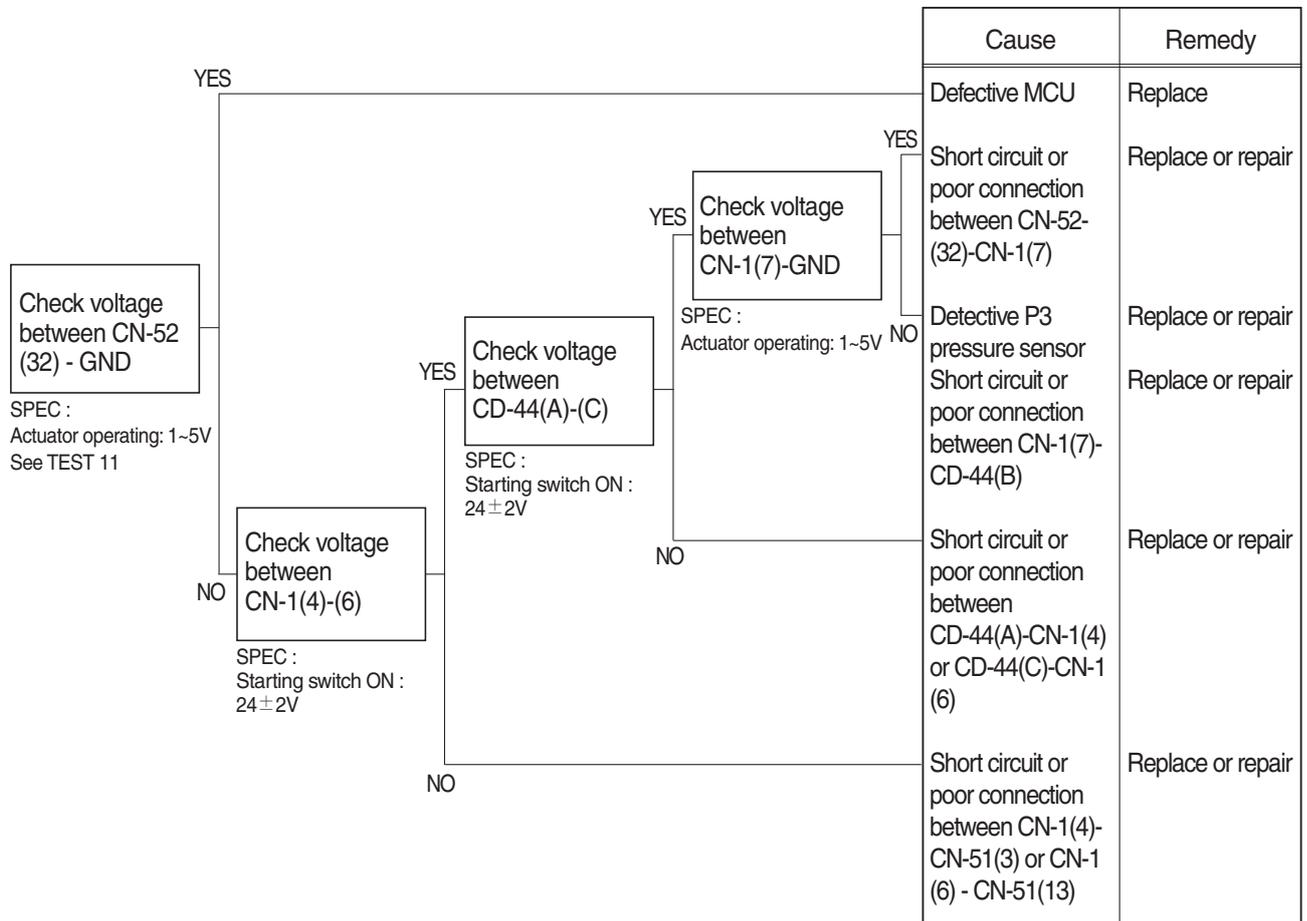 Cause
Remedy
YES
Defective MCU
Replace
YES
Short circuit or
poor connection
between CN-52-
(32)-CN-1(7)
Replace or repair
YES
Check voltage
between
CN-1(7)-GND
SPEC :
Actuator operating: 1~5V
NO
Detective P3
pressure sensor
Replace or repair
Short circuit or
poor connection
between CN-1(7)-
CD-44(B)
Replace or repair
Check voltage
between CN-52
(32) - GND
SPEC :
Actuator operating: 1~5V
See TEST 11
YES
Check voltage
between
CD-44(A)-(C)
SPEC :
Starting switch ON :
24±2V
NO
Short circuit or
poor connection
between
CD-44(A)-CN-1(4)
or CD-44(C)-CN-1
(6)
Replace or repair
NO
Check voltage
between
CN-1(4)-(6)
SPEC :
Starting switch ON :
24±2V
NO
Short circuit or
poor connection
between CN-1(4)-
CN-51(3) or CN-1
(6) - CN-51(13)
Replace or repair